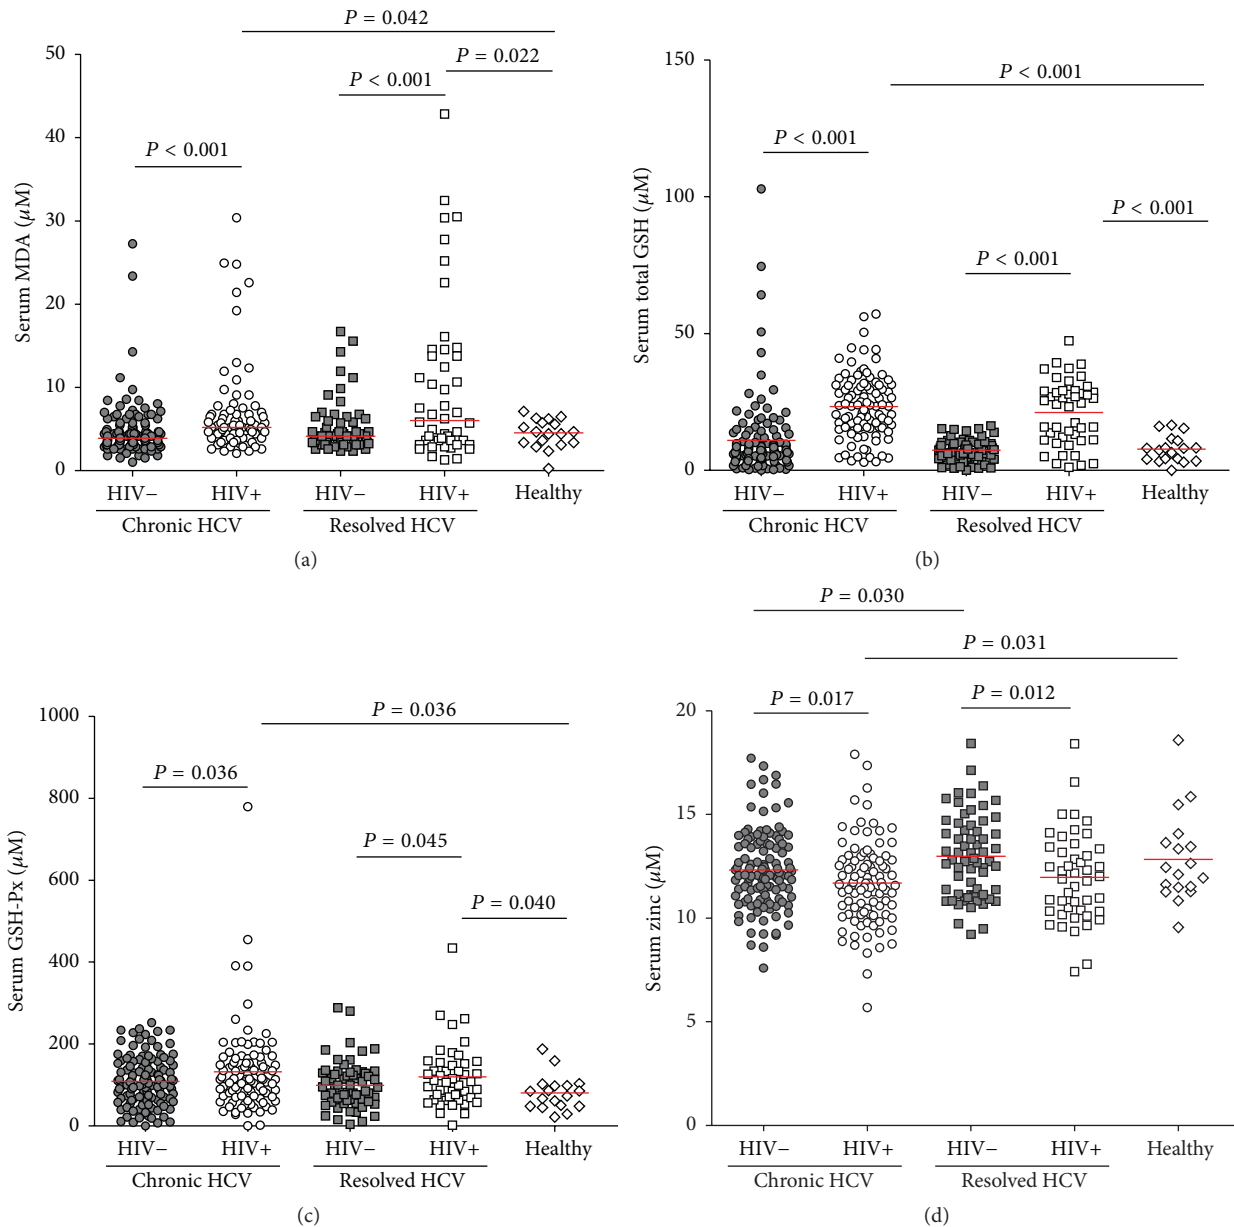 P = 0.042
P = 0.022
P < 0.001
P < 0.001
50
40
30
20
10
0
Serum MDA (μM)
HIV− HIV+ HIV− HIV+ Healthy
Chronic HCV Resolved HCV
(a)
P < 0.001
P < 0.001
P < 0.001
P < 0.001
150
100
50
0
Serum total GSH (μM)
HIV− HIV+ HIV− HIV+ Healthy
Chronic HCV Resolved HCV
(b)
P = 0.036
P = 0.036
P = 0.045
P = 0.040
1000
800
600
400
200
0
Serum GSH-Px (μM)
HIV− HIV+ HIV− HIV+ Healthy
Chronic HCV Resolved HCV
(c)
P = 0.030
P = 0.031
P = 0.017 P = 0.012
20
15
10
5
0
Serum zinc (μM)
HIV− HIV+ HIV− HIV+ Healthy
Chronic HCV Resolved HCV
(d)